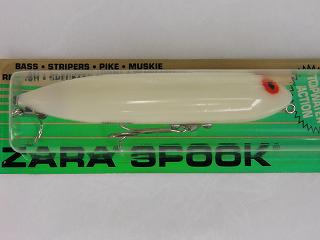 BASS · STRIPERS · PIKE · MUSKIE
TOPWATER
ACTION
ZARA SPOOK